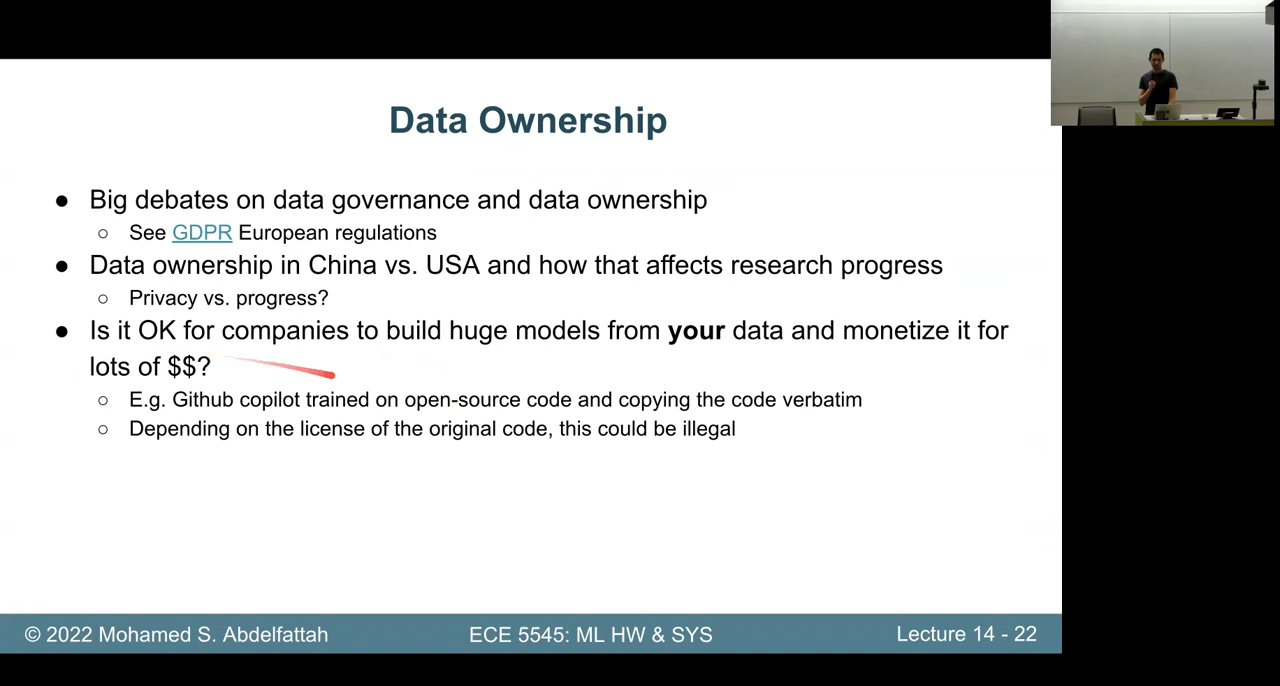 Data Ownership
● Big debates on data governance and data ownership
○ See GDPR European regulations
● Data ownership in China vs. USA and how that affects research progress
○ Privacy vs. progress?
● Is it OK for companies to build huge models from your data and monetize it for
lots of $$?
○ E.g. Github copilot trained on open-source code and copying the code verbatim
○ Depending on the license of the original code, this could be illegal
© 2022 Mohamed S. Abdelfattah ECE 5545: ML HW & SYS Lecture 14 - 22